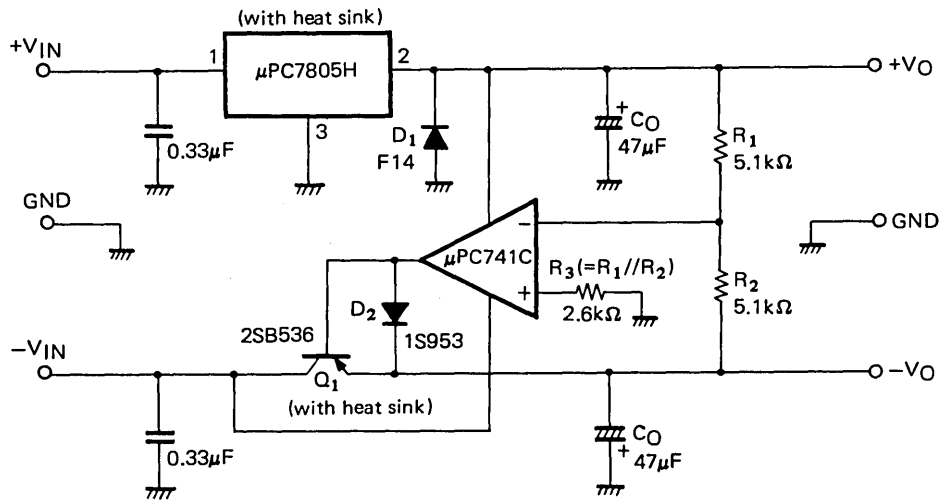 (with heat sink)
+VIN
1
μPC7805H
2
+VO
3
0.33μF
D1
F14
+
CO
47μF
R1
5.1kΩ
GND
GND
−
μPC741C
+
R3(=R1//R2)
2.6kΩ
R2
5.1kΩ
D2
1S953
2SB536
−VIN
Q1
−VO
(with heat sink)
0.33μF
CO
+
47μF